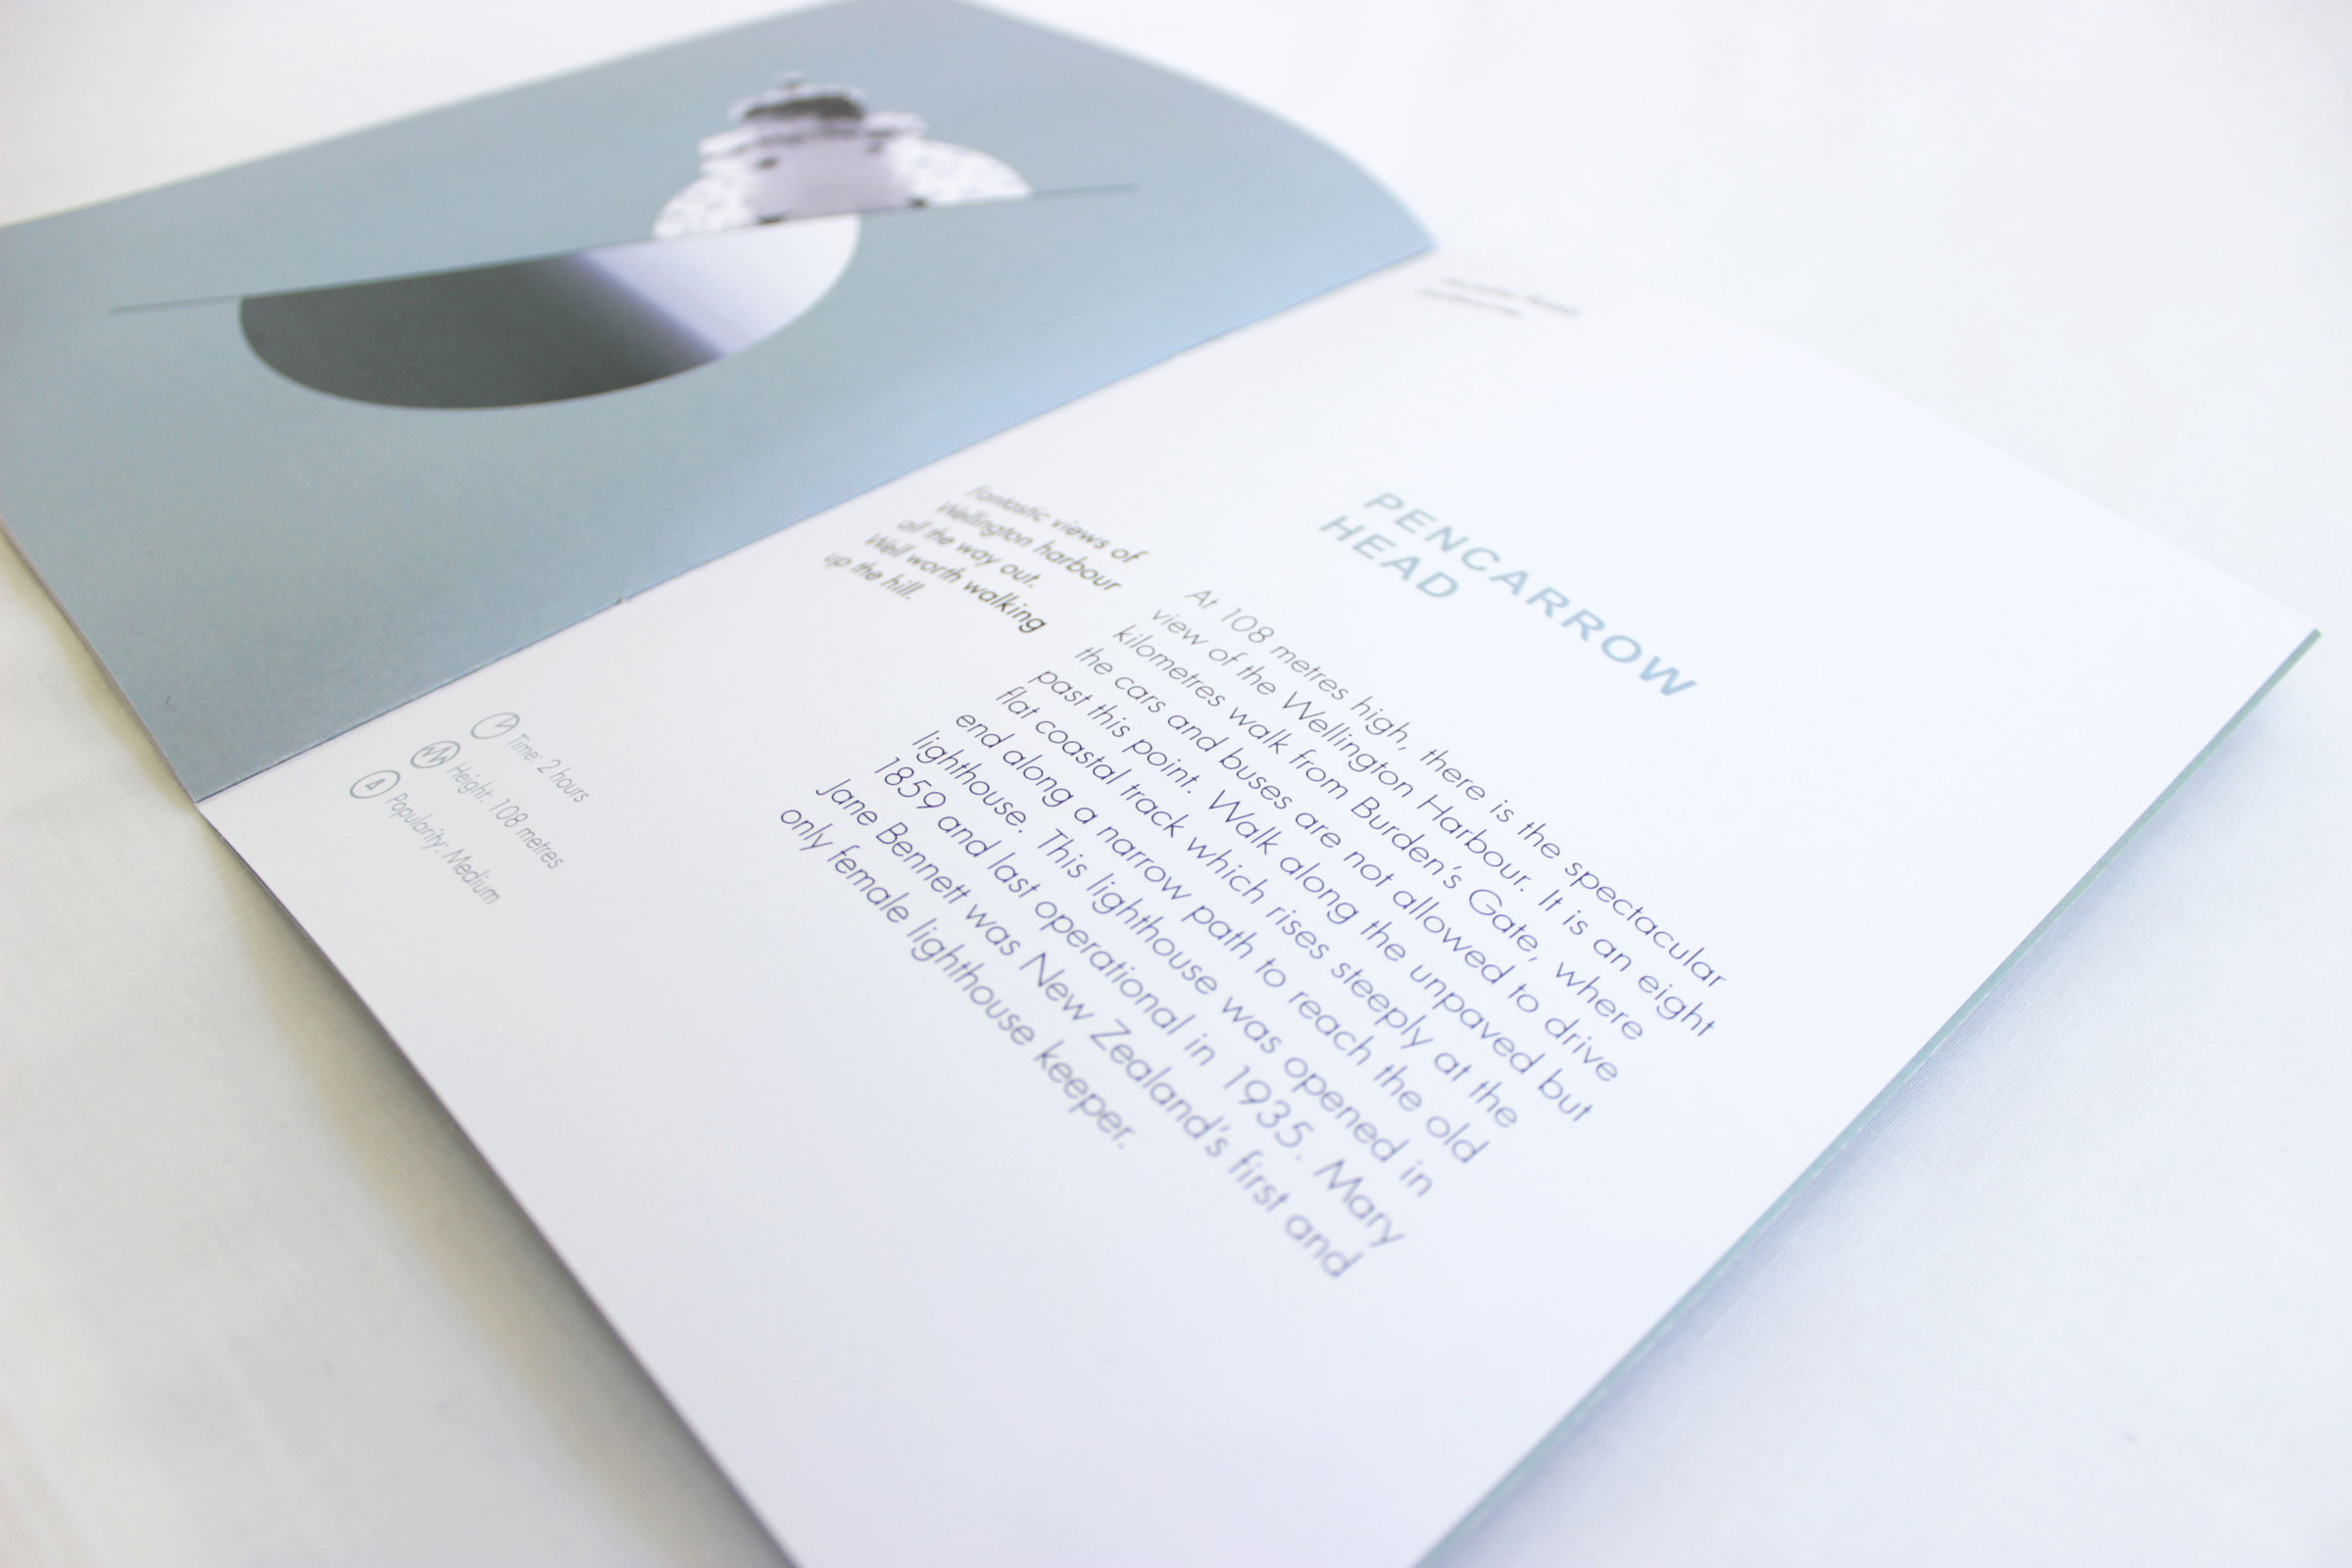 PENCARROW
HEAD
Fantastic views of
Wellington harbour
all the way out.
Well worth walking
up the hill.
At 108 metres high, there is the spectacular
view of the Wellington Harbour. It is an eight
kilometres walk from Burden's Gate, where
the cars and buses are not allowed to drive
past this point. Walk along the unpaved but
flat coastal track which rises steeply at the
end along a narrow path to reach the old
lighthouse. This lighthouse was opened in
1859 and last operational in 1935. Mary
Jane Bennett was New Zealand's first and
only female lighthouse keeper.
Time: 2 hours
Height: 108 metres
Popularity: Medium